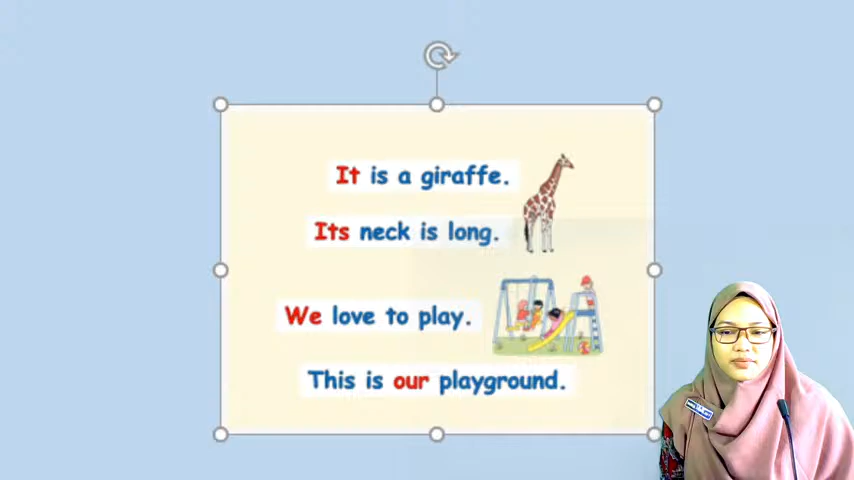 It is a giraffe.
Its neck is long.
We love to play.
This is our playground.